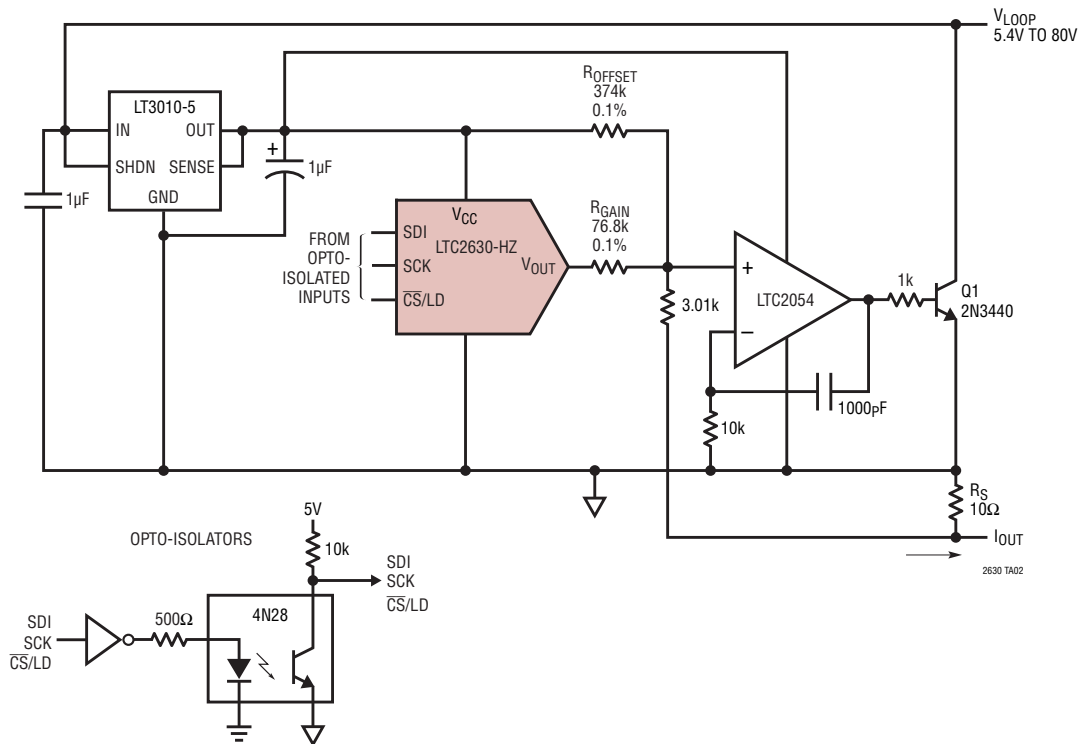 VLOOP
5.4V TO 80V
LT3010-5
IN
OUT
SHDN
SENSE
GND
1µF
+
1µF
ROFFSET
374k
0.1%
FROM
OPTO-
ISOLATED
INPUTS
SDI
SCK
CS/LD
VCC
LTC2630-HZ
VOUT
RGAIN
76.8k
0.1%
3.01k
+
–
LTC2054
1k
Q1
2N3440
10k
1000pF
RS
10Ω
IOUT
2630 TA02
OPTO-ISOLATORS
5V
10k
SDI
SCK
CS/LD
4N28
500Ω
SDI
SCK
CS/LD